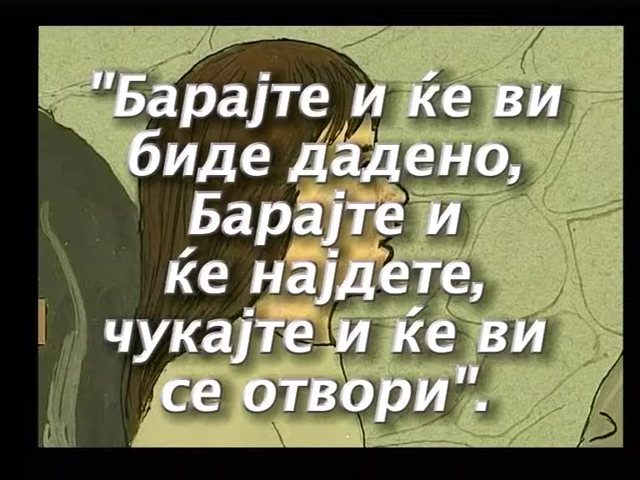 "Барајте и ќе ви
биде дадено,
Барајте и
ќе најдете,
чукајте и ќе ви
се отвори".